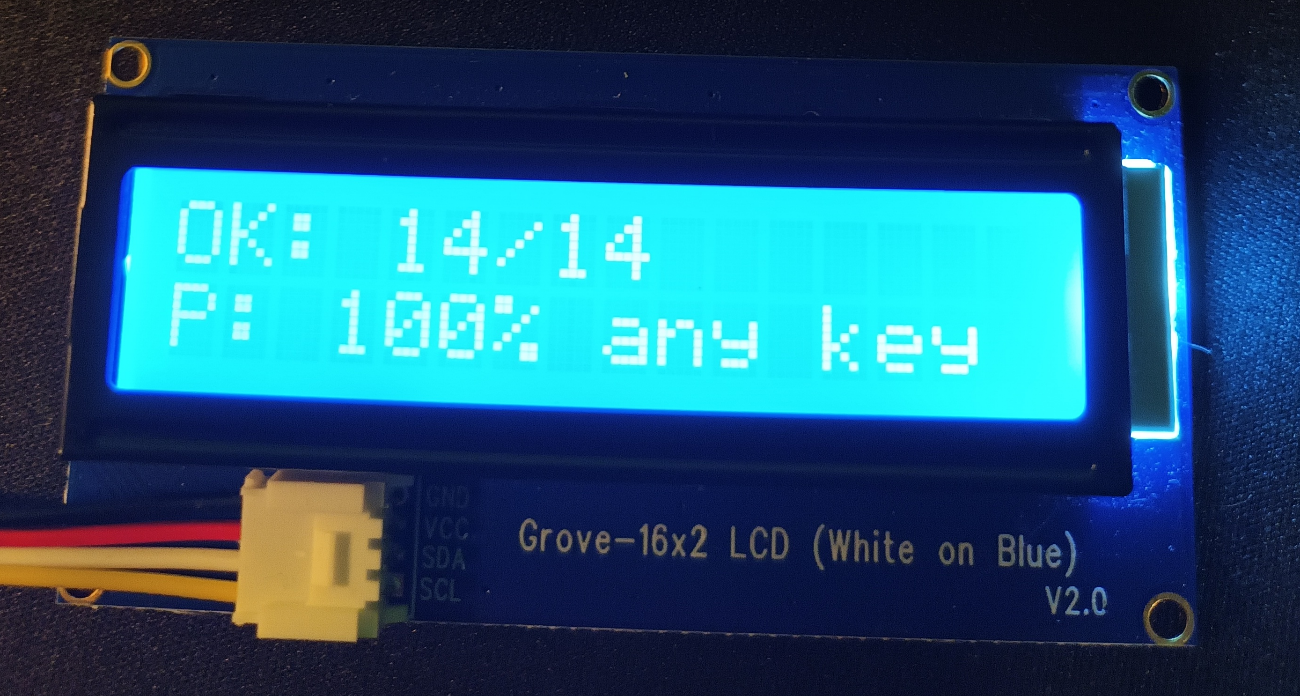 OK: 14/14
P: 100% any key
GND
VCC
SDA
SCL
Grove-16x2 LCD (White on Blue)
V2.0